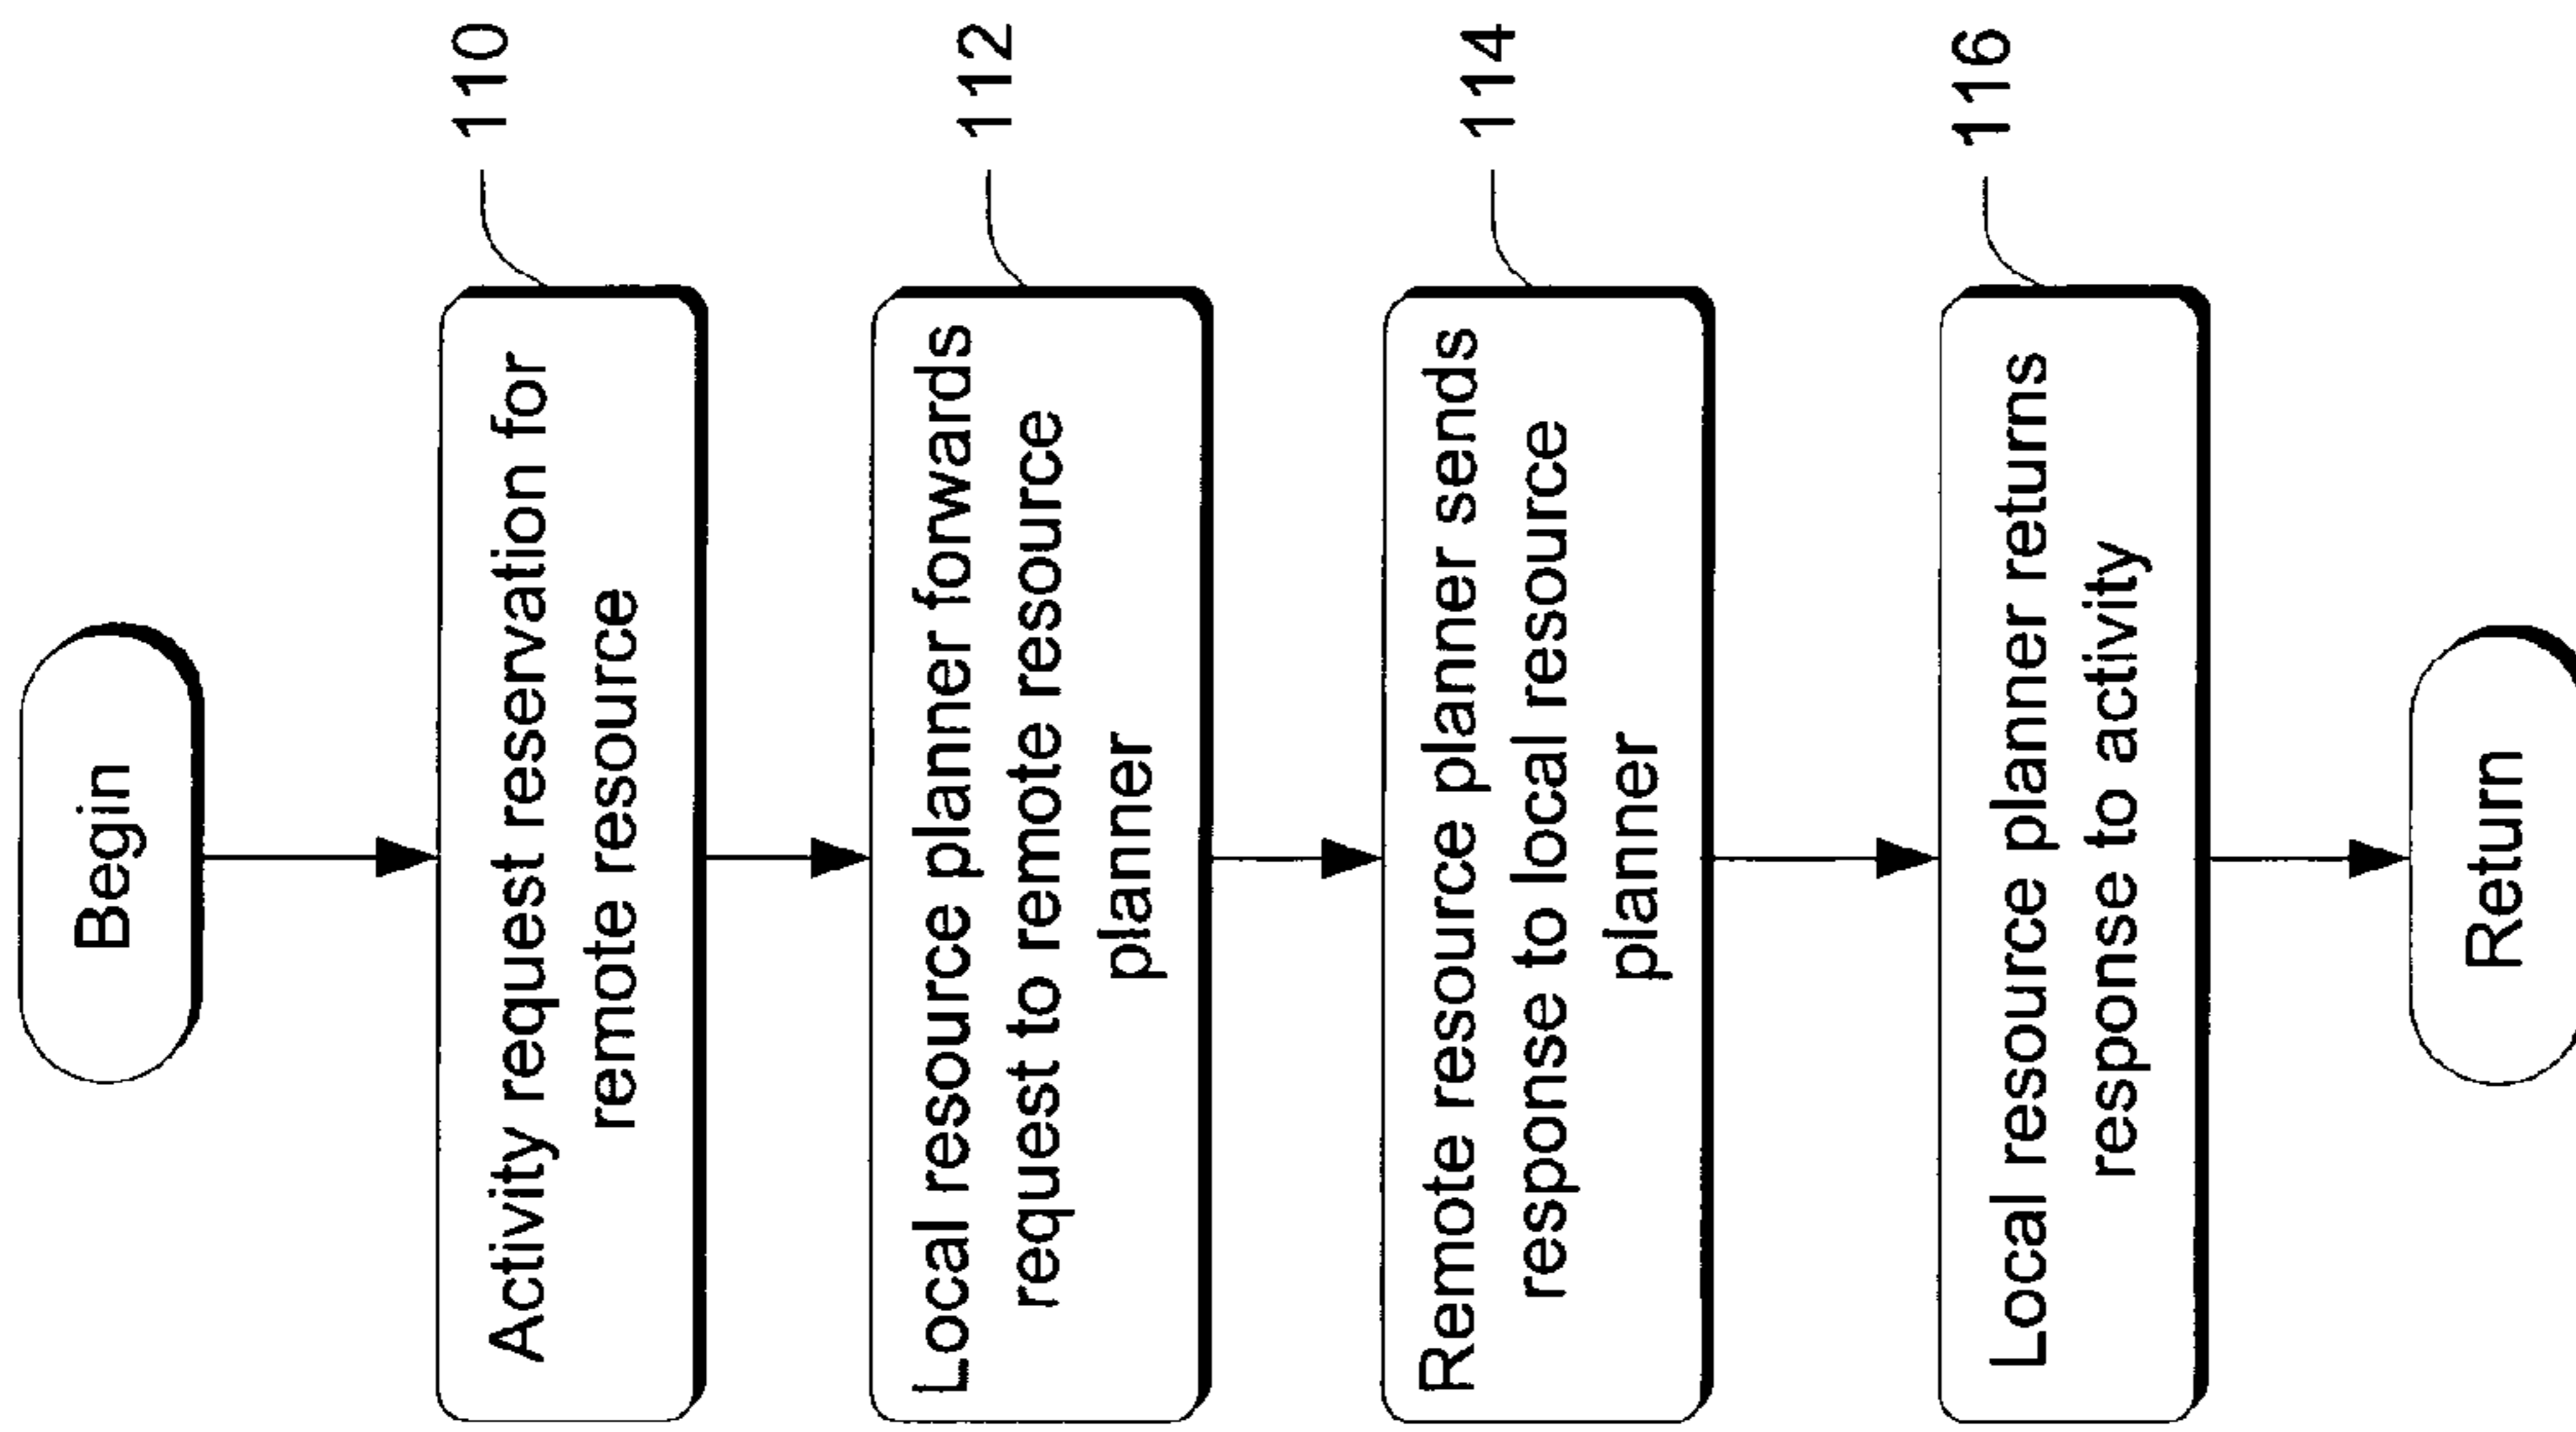 Begin
Activity request reservation for
remote resource
110
Local resource planner forwards
request to remote resource
planner
112
Remote resource planner sends
response to local resource
planner
114
Local resource planner returns
response to activity
116
Return